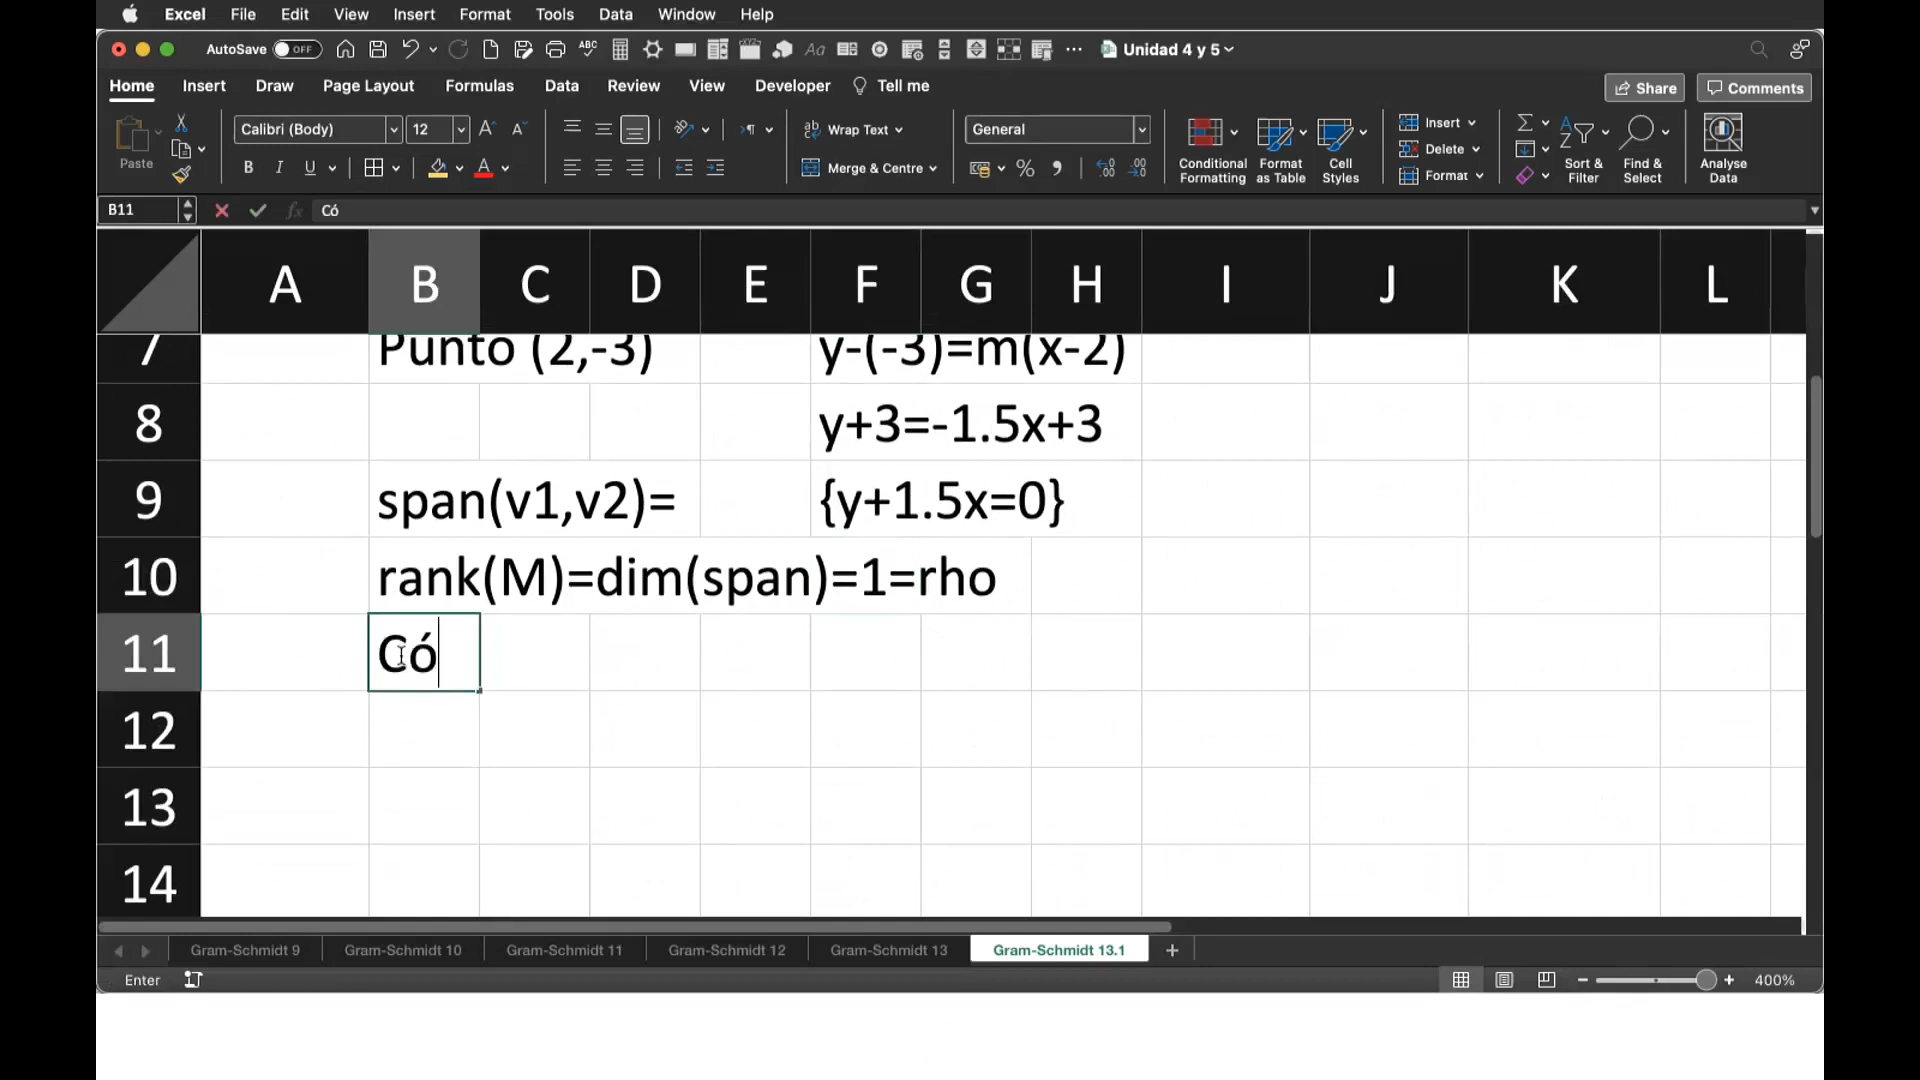 Excel File Edit View Insert Format Tools Data Window Help
AutoSave OFF ABC Aa ... Unidad 4 y 5
Home Insert Draw Page Layout Formulas Data Review View Developer Tell me Share Comments
Paste Calibri (Body) 12 A A Wrap Text General Conditional Formatting Format as Table Cell Styles Insert Sort & Filter Find & Select Analyse Data
B I U A Merge & Centre % Delete Format
B11 fx Có
A B C D E F G H I J K L
7 Punto (2,-3) y-(-3)=m(x-2)
8 y+3=-1.5x+3
9 span(v1,v2)= {y+1.5x=0}
10 rank(M)=dim(span)=1=rho
11 Có
12
13
14
Gram-Schmidt 9 Gram-Schmidt 10 Gram-Schmidt 11 Gram-Schmidt 12 Gram-Schmidt 13 Gram-Schmidt 13.1 +
Enter - + 400%